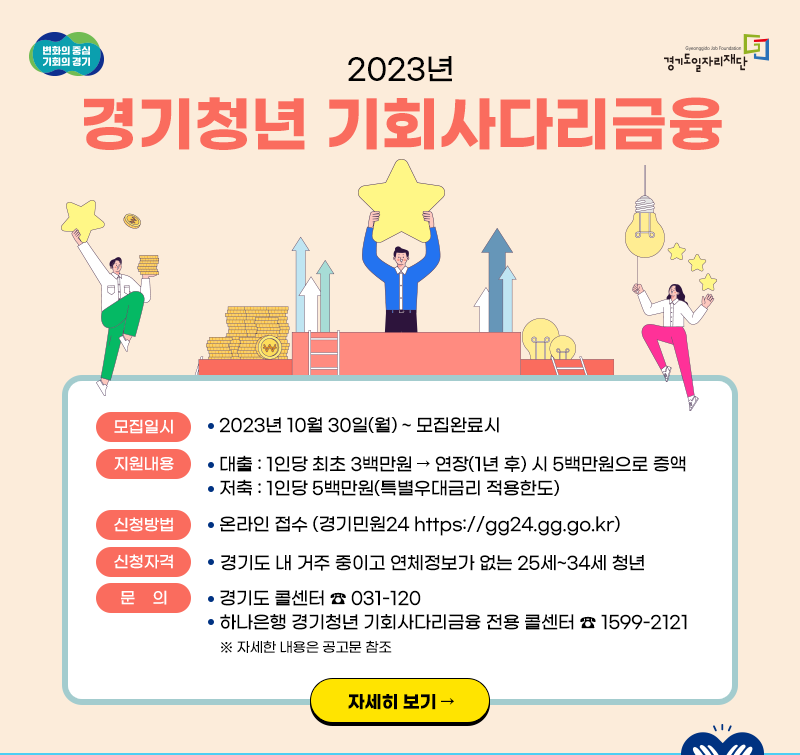 변화의 중심
기회의 경기
Gyeonggido Job Foundation
경기도일자리재단
2023년
경기청년 기회사다리금융
모집일시
• 2023년 10월 30일(월) ~ 모집완료시
지원내용
• 대출 : 1인당 최초 3백만원 → 연장(1년 후) 시 5백만원으로 증액
• 저축 : 1인당 5백만원(특별우대금리 적용한도)
신청방법
• 온라인 접수 (경기민원24 https://gg24.gg.go.kr)
신청자격
• 경기도 내 거주 중이고 연체정보가 없는 25세~34세 청년
문 의
• 경기도 콜센터 ☎ 031-120
• 하나은행 경기청년 기회사다리금융 전용 콜센터 ☎ 1599-2121
※ 자세한 내용은 공고문 참조
자세히 보기 →